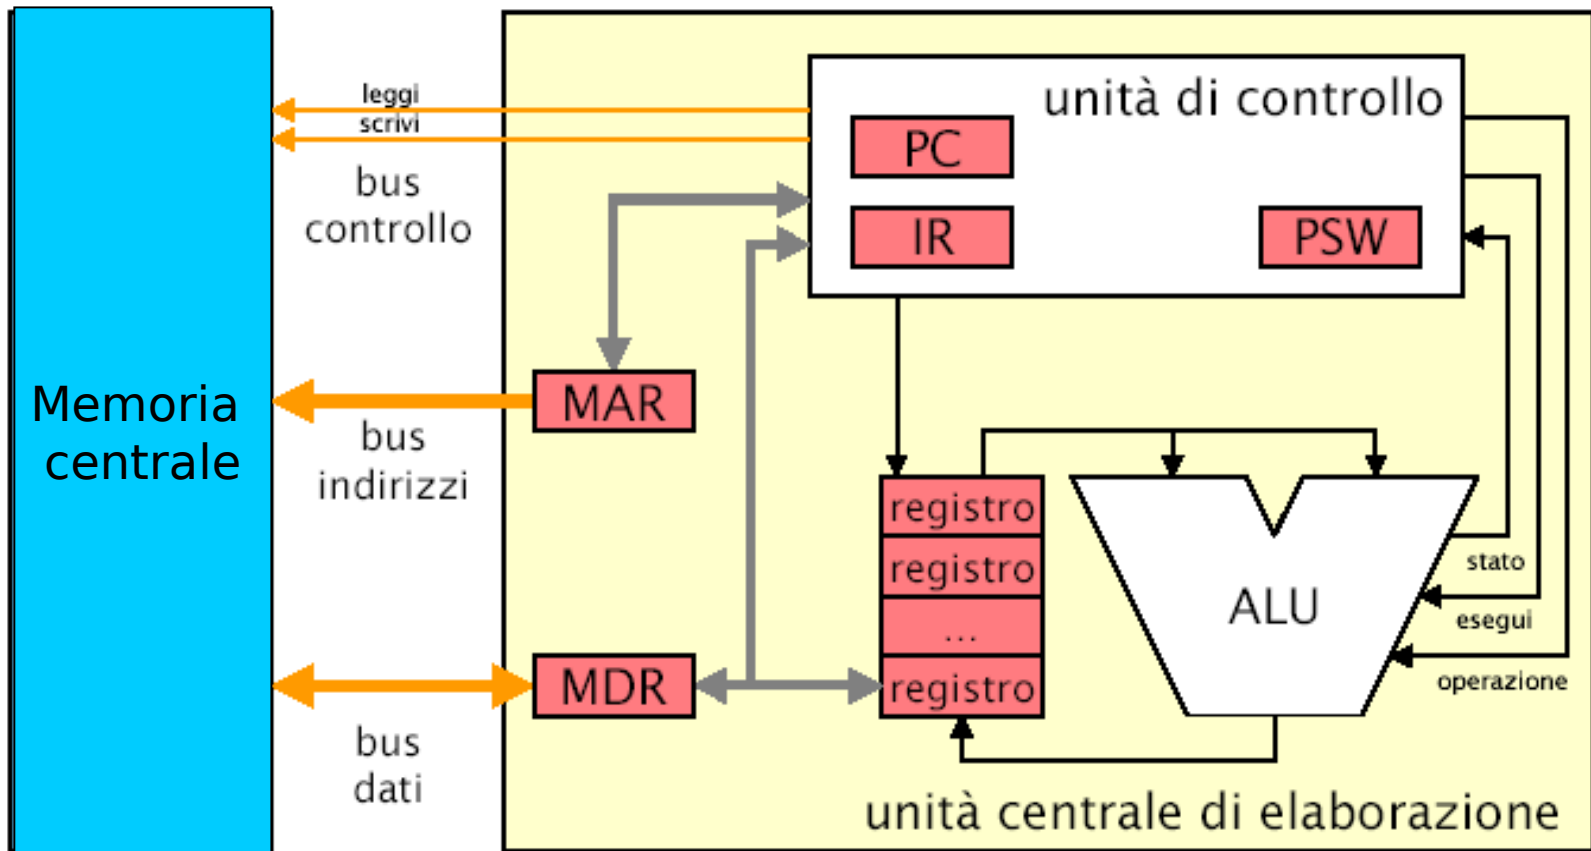 leggi
scrivi
bus
controllo
unità di controllo
PC
IR
PSW
Memoria
centrale
MAR
bus
indirizzi
registro
registro
...
registro
ALU
stato
esegui
operazione
MDR
bus
dati
unità centrale di elaborazione